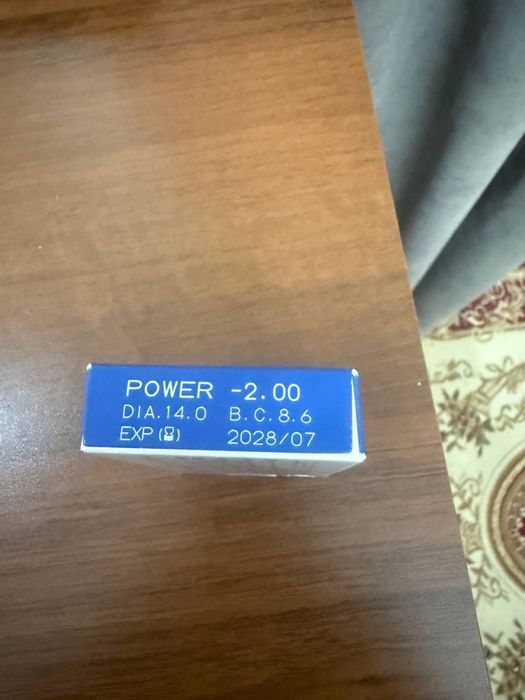 POWER -2.00
DIA.14.0 B.C.8.6
EXP (⌛) 2028/07